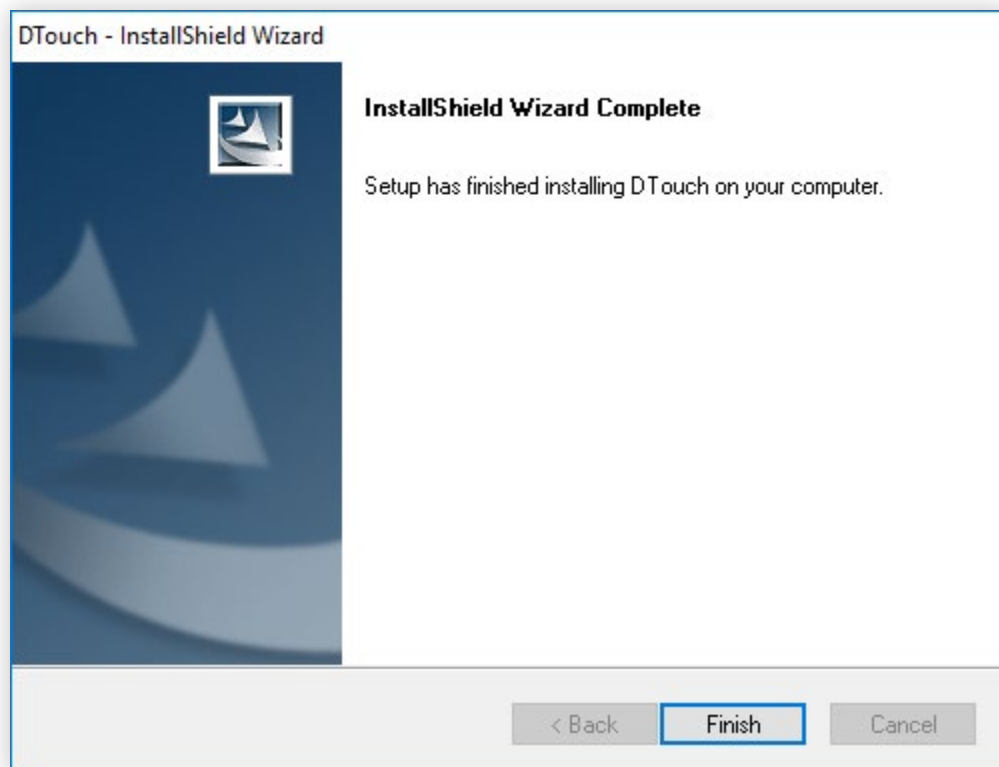 DTouch - InstallShield Wizard
InstallShield Wizard Complete
Setup has finished installing DTouch on your computer.
< Back
Finish
Cancel